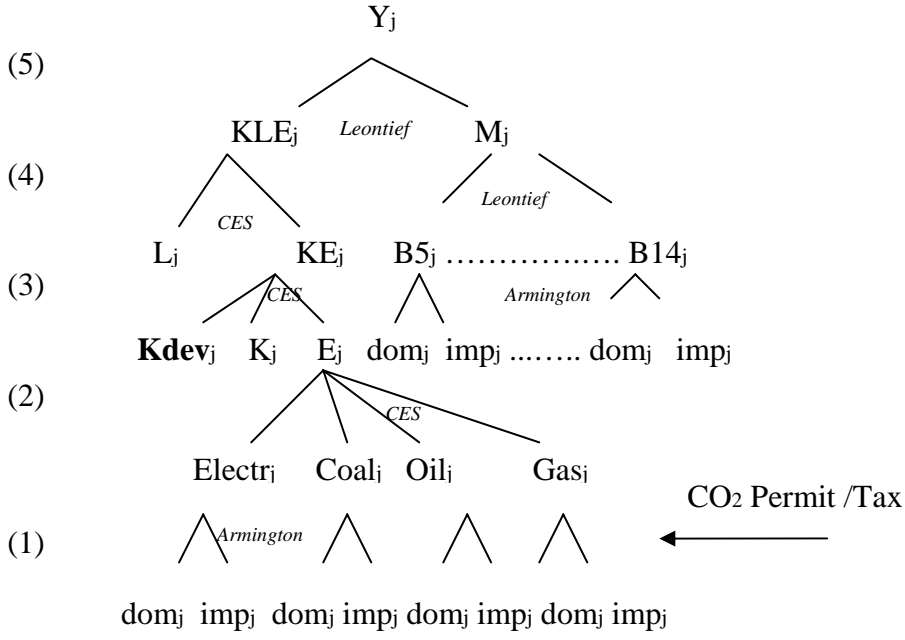 Yj
(5)
KLEj Leontief Mj
(4)
Leontief
CES
Lj KEj B5j ………………. B14j
(3)
CES Armington
Kdevj Kj Ej domj impj ...…... domj impj
(2)
CES
Electrj Coalj Oilj Gasj
CO2 Permit /Tax
(1) Armington
domj impj domj impj domj impj domj impj